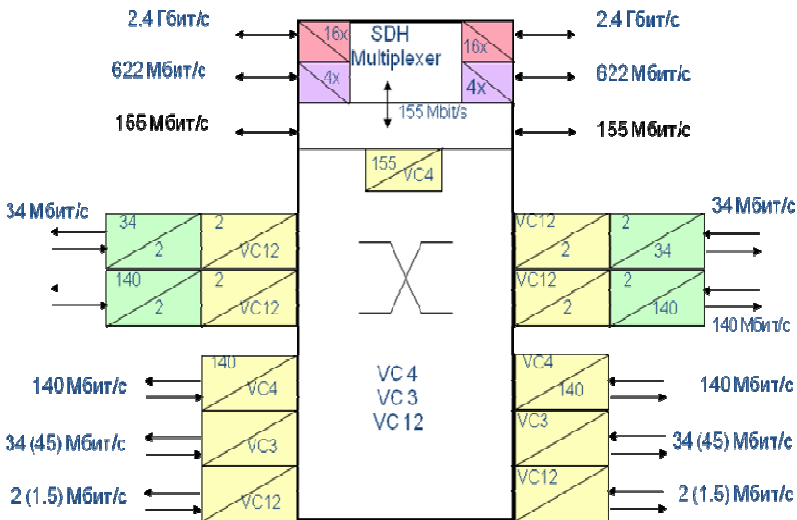 2.4 Гбит/с
16x
SDH
16x
2.4 Гбит/с
Multiplexer
622 Мбит/с
4x
4x
622 Мбит/с
155 Mbit/s
155 Мбит/с
155 Мбит/с
155
VC4
34 Мбит/с
34
2
2
VC12
VC12
2
2
34
34 Мбит/с
140
2
2
VC12
VC12
2
2
140
140 Мбит/с
140 Мбит/с
140
VC4
VC4
140
140 Мбит/с
VC 4
VC 3
VC 12
34 (45) Мбит/с
VC3
VC3
34 (45) Мбит/с
2 (1.5) Мбит/с
VC12
VC12
2 (1.5) Мбит/с